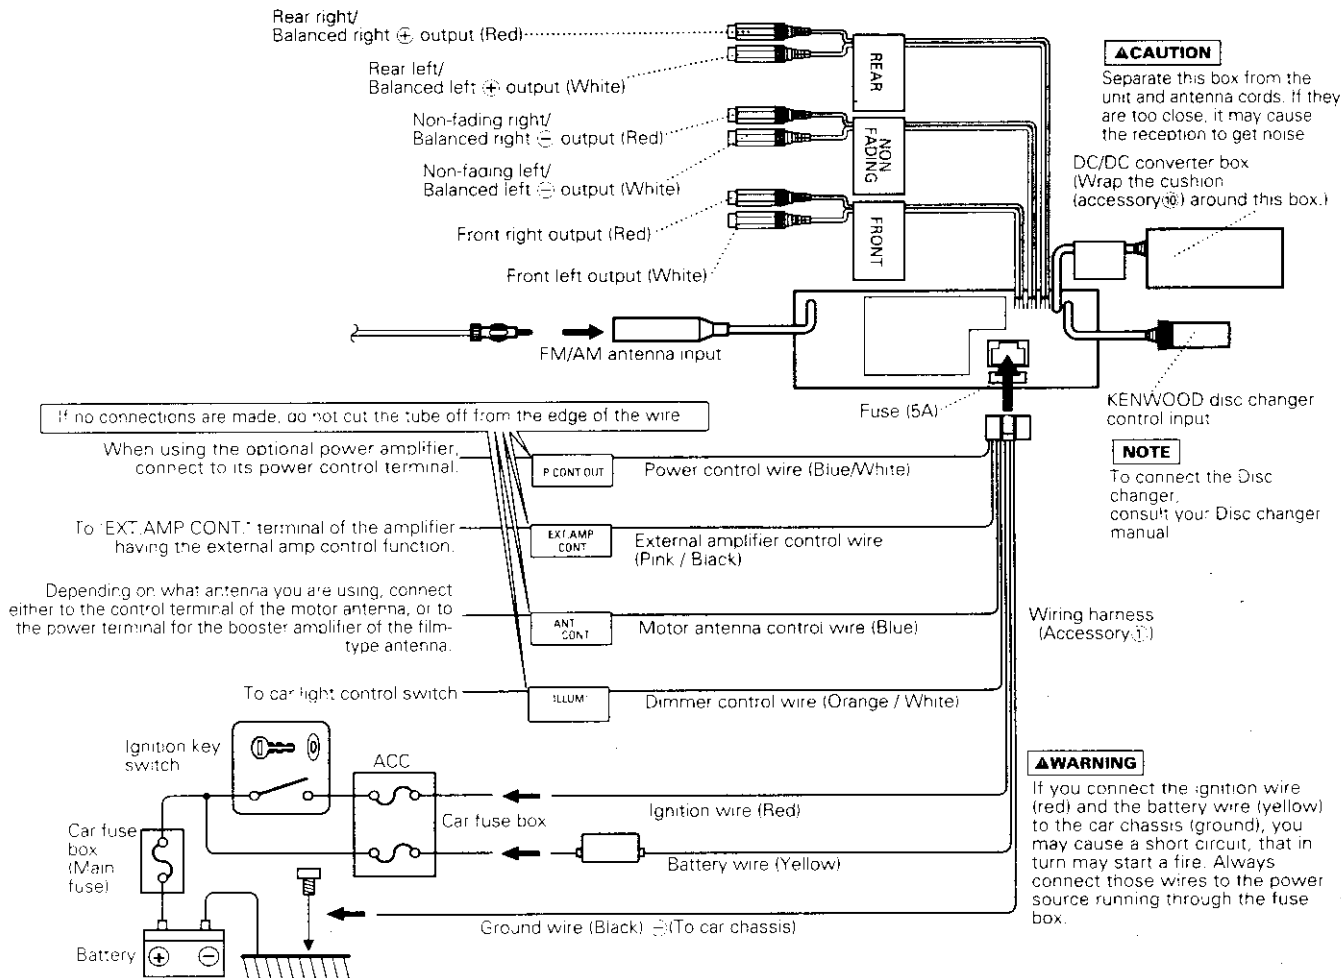 Rear right/
Balanced right ⊕ output (Red)
Rear left/
Balanced left ⊕ output (White)
Non-fading right/
Balanced right ⊖ output (Red)
Non-fading left/
Balanced left ⊖ output (White)
Front right output (Red)
Front left output (White)
REAR
NON
FADING
FRONT
▲CAUTION
Separate this box from the
unit and antenna cords. If they
are too close, it may cause
the reception to get noise
DC/DC converter box
(Wrap the cushion
(accessory⑩) around this box.)
FM/AM antenna input
Fuse (5A)
KENWOOD disc changer
control input
NOTE
To connect the Disc
changer,
consult your Disc changer
manual
If no connections are made, do not cut the tube off from the edge of the wire
When using the optional power amplifier,
connect to its power control terminal.
P.CONT OUT
Power control wire (Blue/White)
To "EXT.AMP CONT." terminal of the amplifier
having the external amp control function.
EXT.AMP
CONT
External amplifier control wire
(Pink / Black)
Depending on what antenna you are using, connect
either to the control terminal of the motor antenna, or to
the power terminal for the booster amplifier of the film-
type antenna.
ANT
CONT
Motor antenna control wire (Blue)
Wiring harness
(Accessory①)
To car light control switch
ILLUMI
Dimmer control wire (Orange / White)
Ignition key
switch
ACC
Ignition wire (Red)
Car fuse box
Car fuse
box
(Main
fuse)
Battery wire (Yellow)
Ground wire (Black) ⊖(To car chassis)
Battery
⊕ ⊖
▲WARNING
If you connect the ignition wire
(red) and the battery wire (yellow)
to the car chassis (ground), you
may cause a short circuit, that in
turn may start a fire. Always
connect those wires to the power
source running through the fuse
box.